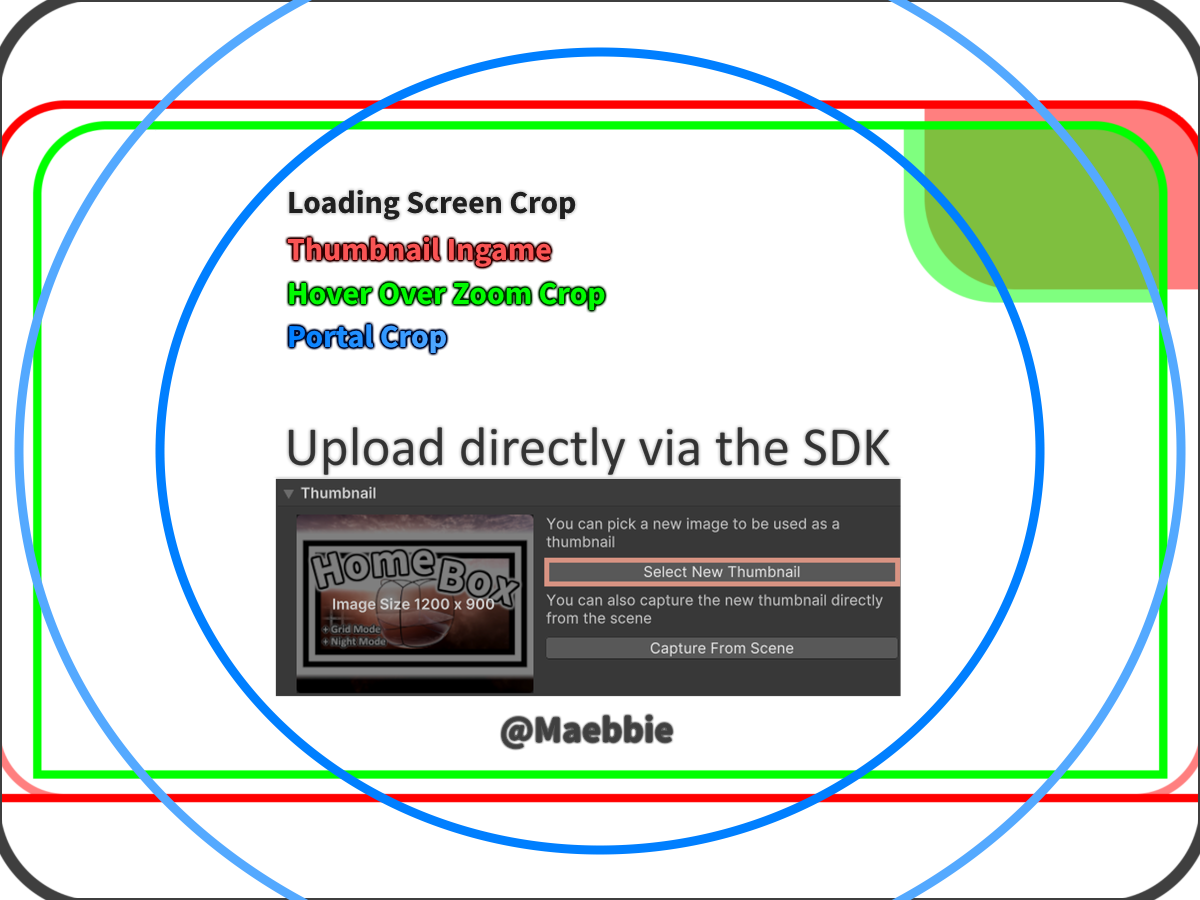 Loading Screen Crop
Thumbnail Ingame
Hover Over Zoom Crop
Portal Crop
Upload directly via the SDK
Thumbnail
HomeBox
Image Size 1200 x 900
+ Grid Mode
+ Night Mode
You can pick a new image to be used as a
thumbnail
Select New Thumbnail
You can also capture the new thumbnail directly
from the scene
Capture From Scene
@Maebbie